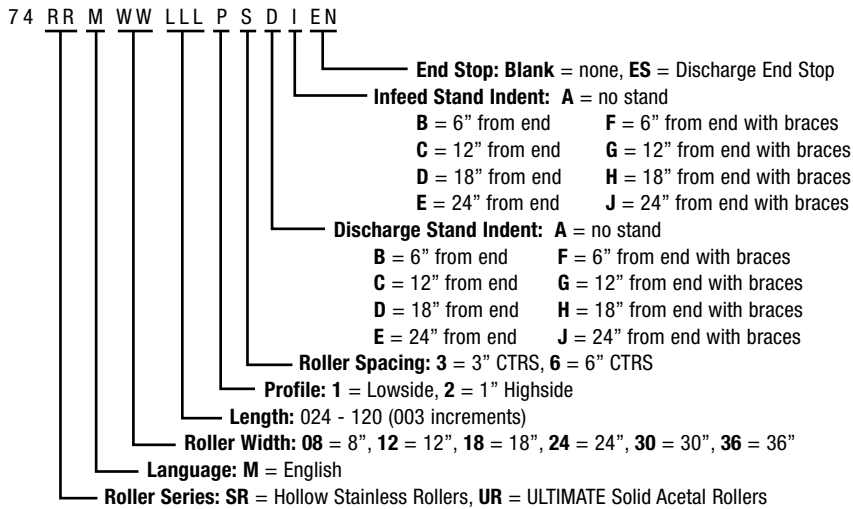 74 RR M WW LLL P S D I EN
End Stop: Blank = none, ES = Discharge End Stop
Infeed Stand Indent: A = no stand
B = 6” from end F = 6” from end with braces
C = 12” from end G = 12” from end with braces
D = 18” from end H = 18” from end with braces
E = 24” from end J = 24” from end with braces
Discharge Stand Indent: A = no stand
B = 6” from end F = 6” from end with braces
C = 12” from end G = 12” from end with braces
D = 18” from end H = 18” from end with braces
E = 24” from end J = 24” from end with braces
Roller Spacing: 3 = 3” CTRS, 6 = 6” CTRS
Profile: 1 = Lowside, 2 = 1” Highside
Length: 024 - 120 (003 increments)
Roller Width: 08 = 8”, 12 = 12”, 18 = 18”, 24 = 24”, 30 = 30”, 36 = 36”
Language: M = English
Roller Series: SR = Hollow Stainless Rollers, UR = ULTIMATE Solid Acetal Rollers